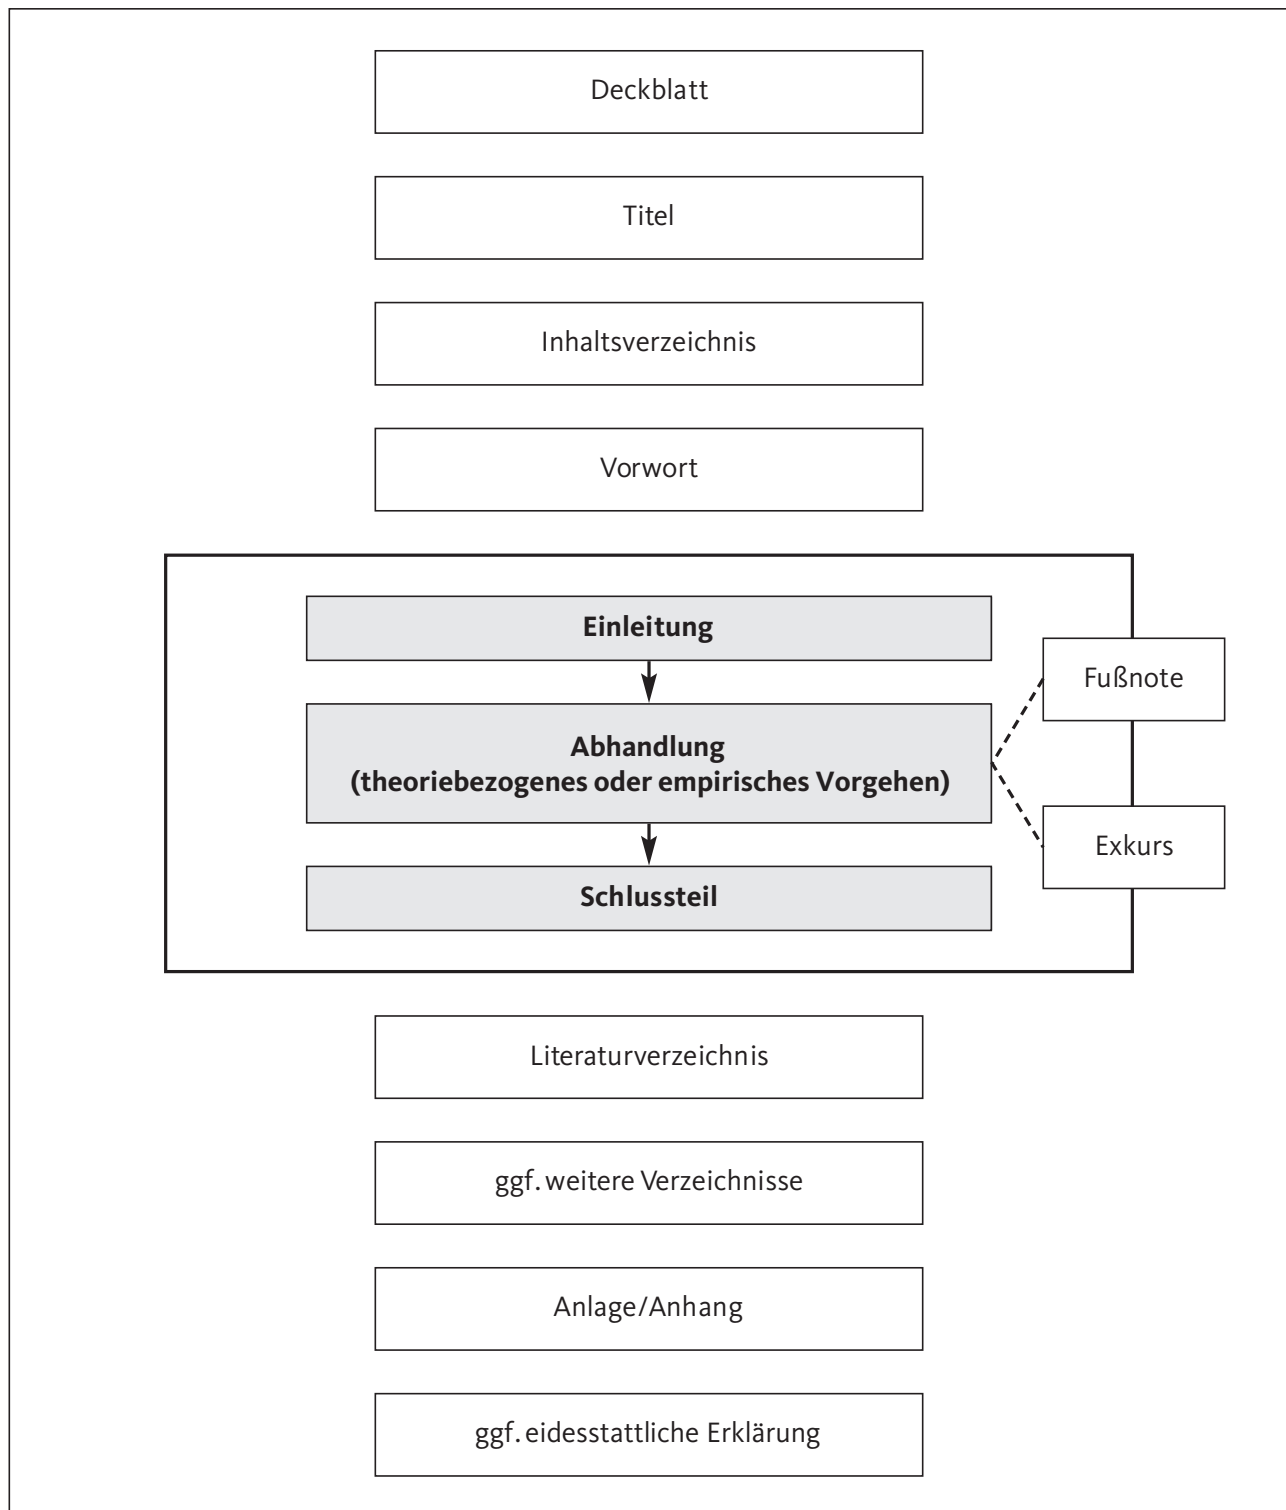 Deckblatt
Titel
Inhaltsverzeichnis
Vorwort
Einleitung
Fußnote
Abhandlung
(theoriebezogenes oder empirisches Vorgehen)
Exkurs
Schlussteil
Literaturverzeichnis
ggf. weitere Verzeichnisse
Anlage/Anhang
ggf. eidesstattliche Erklärung